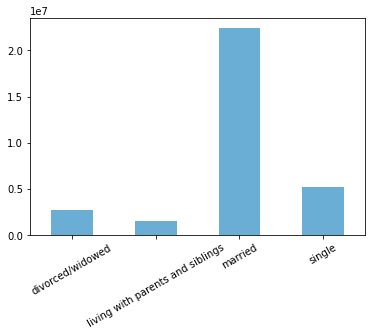 1e7
2.0
1.5
1.0
0.5
0.0
divorced/widowed
living with parents and siblings
married
single